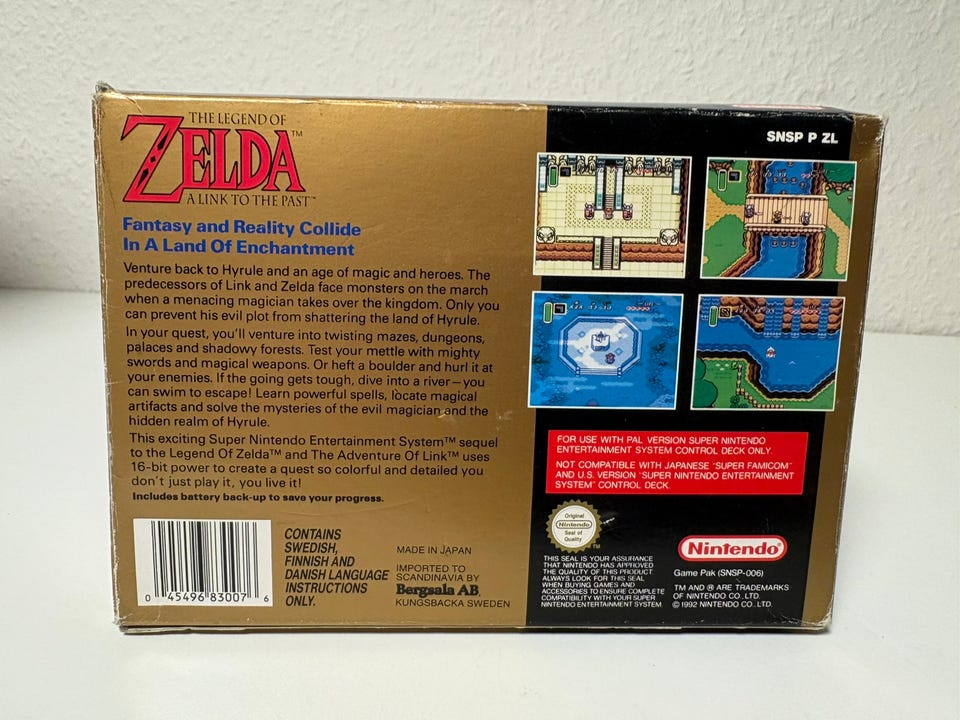 THE LEGEND OF
ZELDA™
A LINK TO THE PAST™
Fantasy and Reality Collide
In A Land Of Enchantment
Venture back to Hyrule and an age of magic and heroes. The
predecessors of Link and Zelda face monsters on the march
when a menacing magician takes over the kingdom. Only you
can prevent his evil plot from shattering the land of Hyrule.
In your quest, you'll venture into twisting mazes, dungeons,
palaces and shadowy forests. Test your mettle with mighty
swords and magical weapons. Or heft a boulder and hurl it at
your enemies. If the going gets tough, dive into a river—you
can swim to escape! Learn powerful spells, locate magical
artifacts and solve the mysteries of the evil magician and the
hidden realm of Hyrule.
This exciting Super Nintendo Entertainment System™ sequel
to the Legend Of Zelda™ and The Adventure Of Link™ uses
16-bit power to create a quest so colorful and detailed you
don't just play it, you live it!
Includes battery back-up to save your progress.
0 45496 83007 6
CONTAINS
SWEDISH,
FINNISH AND
DANISH LANGUAGE
INSTRUCTIONS
ONLY.
MADE IN JAPAN
IMPORTED TO
SCANDINAVIA BY
Bergsala AB,
KUNGSBACKA SWEDEN
SNSP P ZL
FOR USE WITH PAL VERSION SUPER NINTENDO
ENTERTAINMENT SYSTEM CONTROL DECK ONLY.
NOT COMPATIBLE WITH JAPANESE "SUPER FAMICOM"
AND U.S. VERSION "SUPER NINTENDO ENTERTAINMENT
SYSTEM" CONTROL DECK.
Original
Nintendo
Seal of
Quality
TM
THIS SEAL IS YOUR ASSURANCE
THAT NINTENDO HAS APPROVED
THE QUALITY OF THIS PRODUCT.
ALWAYS LOOK FOR THIS SEAL
WHEN BUYING GAMES AND
ACCESSORIES TO ENSURE COMPLETE
COMPATIBILITY WITH YOUR SUPER
NINTENDO ENTERTAINMENT SYSTEM
Nintendo®
Game Pak (SNSP-006)
TM AND ® ARE TRADEMARKS
OF NINTENDO CO., LTD.
© 1992 NINTENDO CO., LTD.